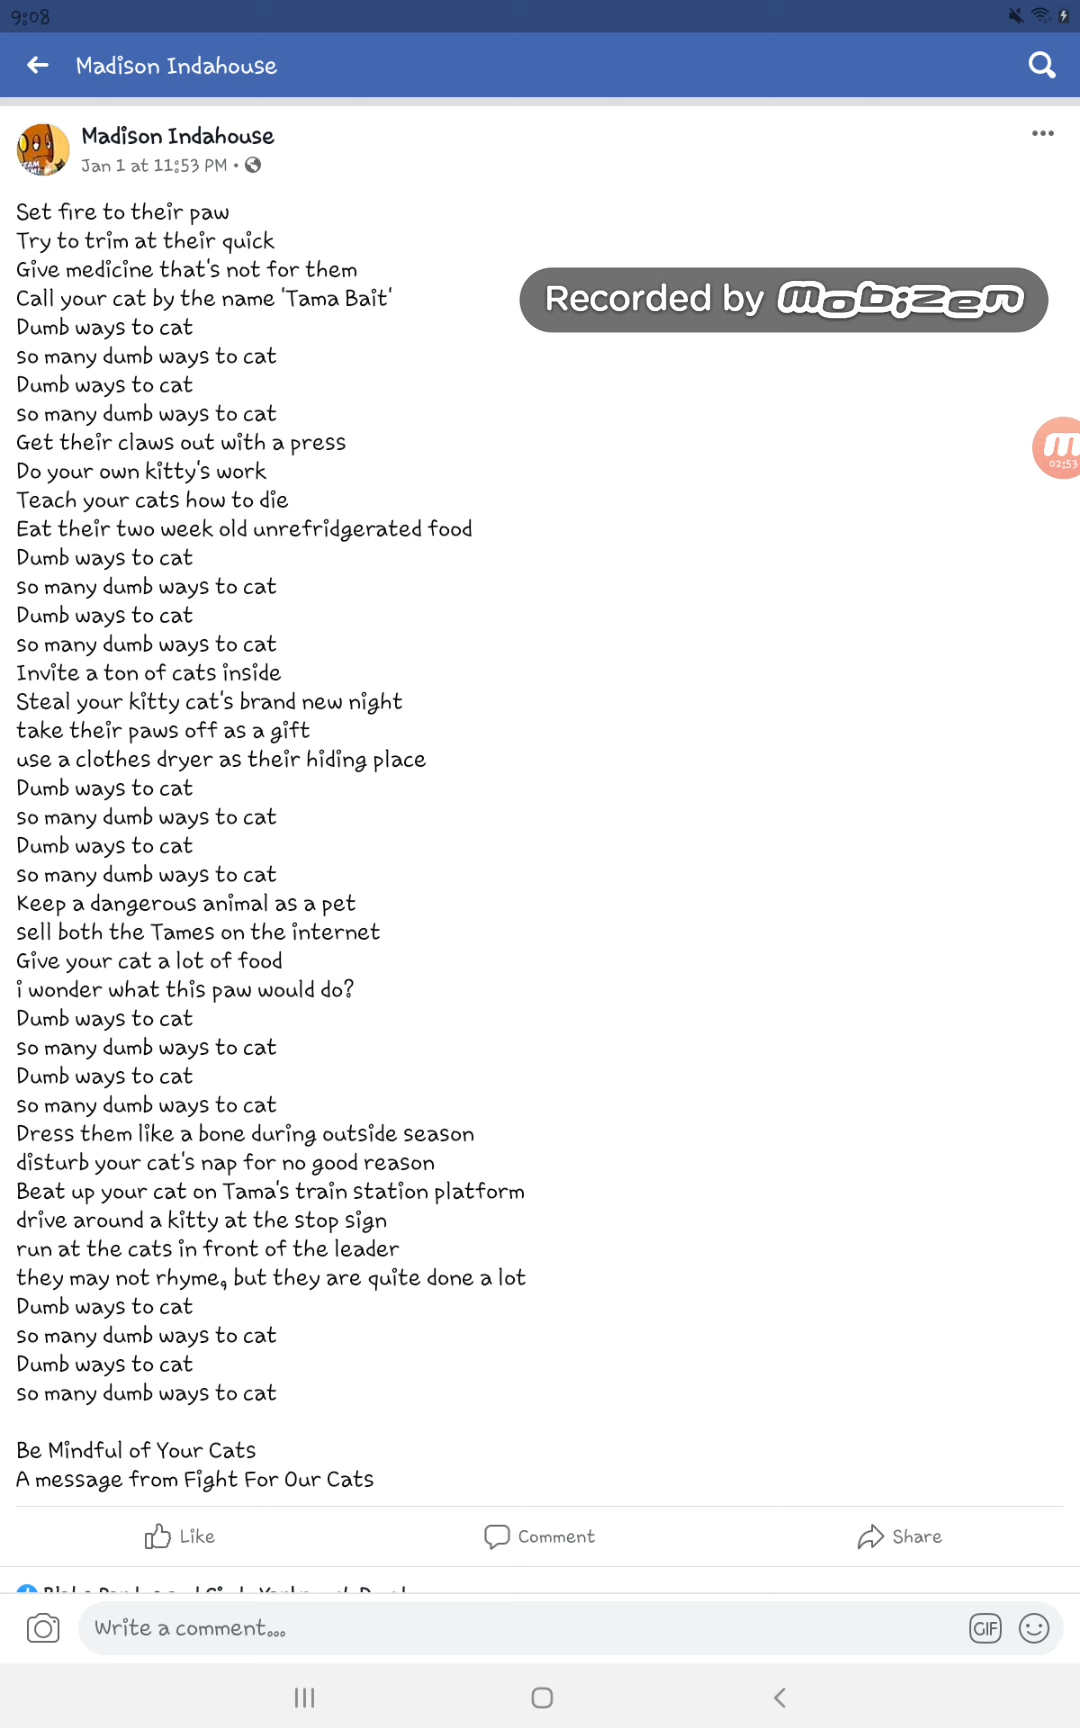 9:08
Madison Indahouse
Madison Indahouse
Jan 1 at 11:53 PM •
Set fire to their paw
Try to trim at their quick
Give medicine that's not for them
Call your cat by the name 'Tama Bait'
Recorded by mobizen
Dumb ways to cat
so many dumb ways to cat
Dumb ways to cat
so many dumb ways to cat
Get their claws out with a press
02:53
Do your own kitty's work
Teach your cats how to die
Eat their two week old unrefridgerated food
Dumb ways to cat
so many dumb ways to cat
Dumb ways to cat
so many dumb ways to cat
Invite a ton of cats inside
Steal your kitty cat's brand new night
take their paws off as a gift
use a clothes dryer as their hiding place
Dumb ways to cat
so many dumb ways to cat
Dumb ways to cat
so many dumb ways to cat
Keep a dangerous animal as a pet
sell both the Tames on the internet
Give your cat a lot of food
i wonder what this paw would do?
Dumb ways to cat
so many dumb ways to cat
Dumb ways to cat
so many dumb ways to cat
Dress them like a bone during outside season
disturb your cat's nap for no good reason
Beat up your cat on Tama's train station platform
drive around a kitty at the stop sign
run at the cats in front of the leader
they may not rhyme, but they are quite done a lot
Dumb ways to cat
so many dumb ways to cat
Dumb ways to cat
so many dumb ways to cat
Be Mindful of Your Cats
A message from Fight For Our Cats
Like
Comment
Share
Write a comment...
GIF